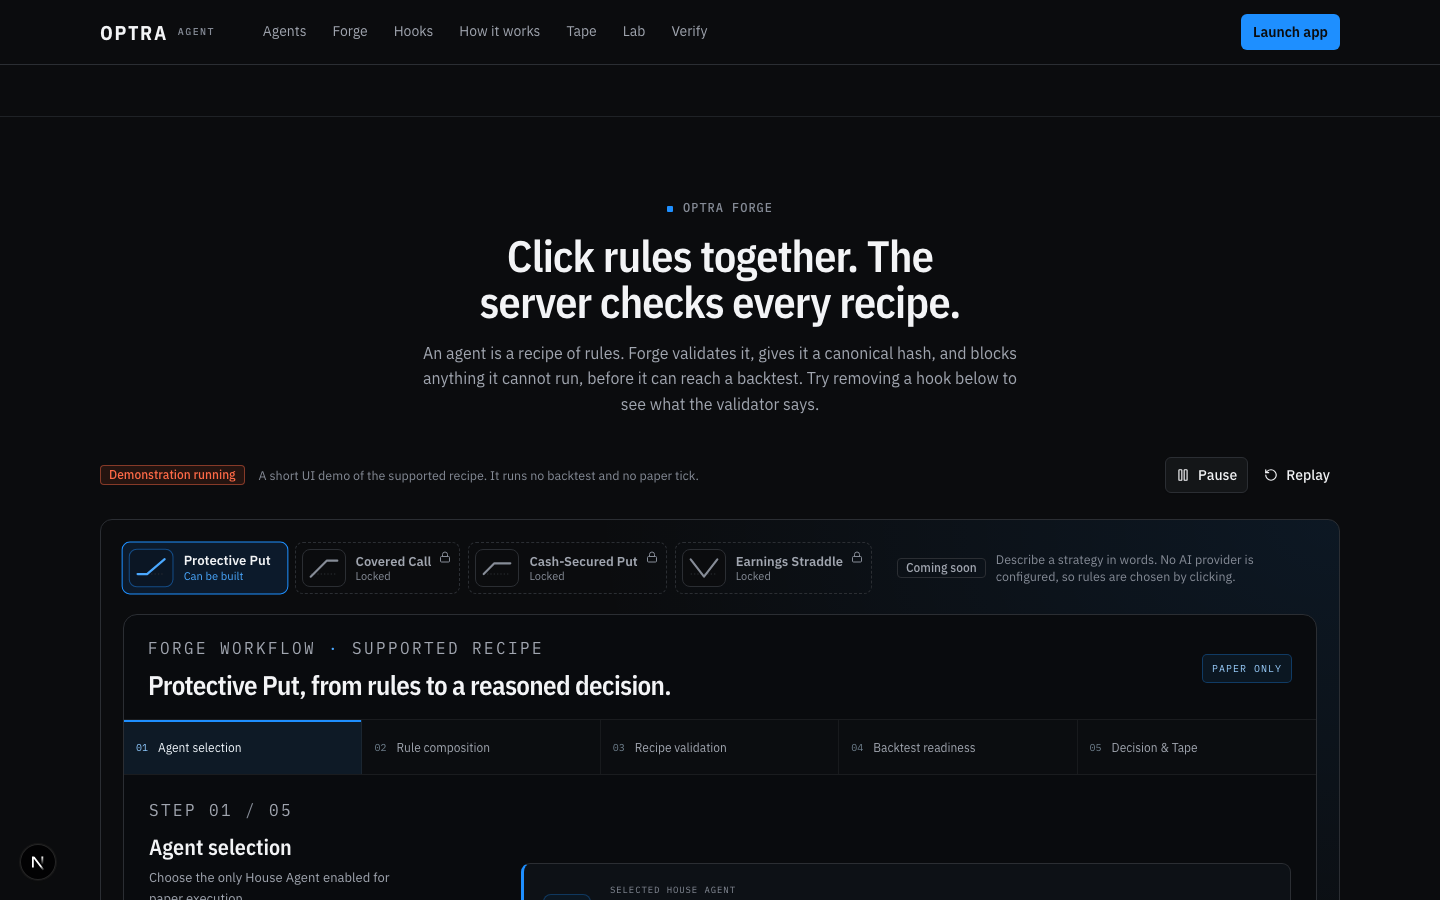 OPTRA AGENT Agents Forge Hooks How it works Tape Lab Verify Launch app
OPTRA FORGE
Click rules together. The
server checks every recipe.
An agent is a recipe of rules. Forge validates it, gives it a canonical hash, and blocks
anything it cannot run, before it can reach a backtest. Try removing a hook below to
see what the validator says.
Demonstration running A short UI demo of the supported recipe. It runs no backtest and no paper tick. Pause Replay
Protective Put
Can be built
Covered Call
Locked
Cash-Secured Put
Locked
Earnings Straddle
Locked
Coming soon
Describe a strategy in words. No AI provider is
configured, so rules are chosen by clicking.
FORGE WORKFLOW · SUPPORTED RECIPE
Protective Put, from rules to a reasoned decision.
PAPER ONLY
01 Agent selection 02 Rule composition 03 Recipe validation 04 Backtest readiness 05 Decision & Tape
STEP 01 / 05
Agent selection
Choose the only House Agent enabled for
paper execution.
SELECTED HOUSE AGENT
N